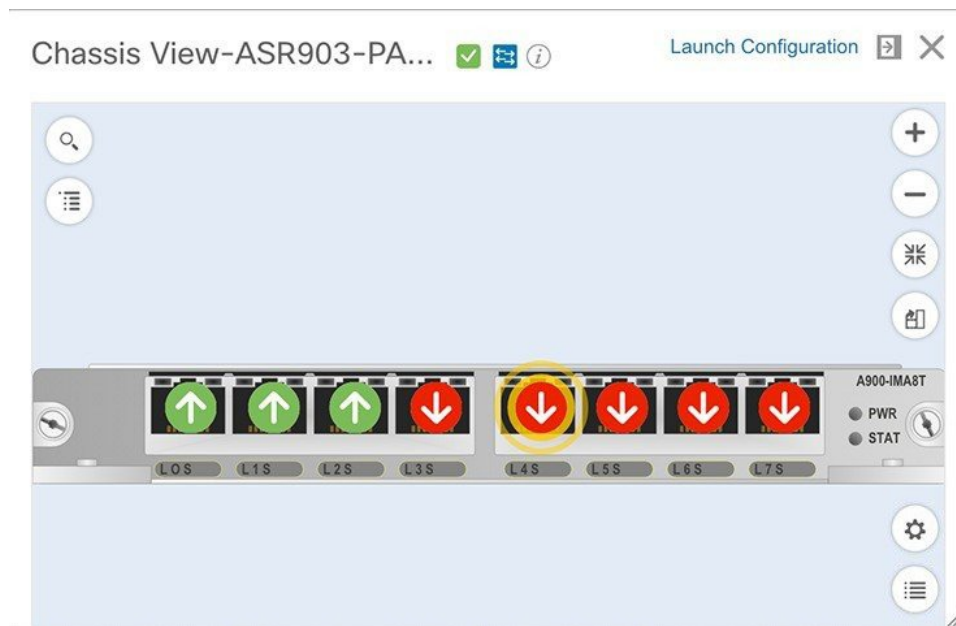 Chassis View-ASR903-PA...
Launch Configuration
A900-IMA8T
PWR
STAT
L0S L1S L2S L3S L4S L5S L6S L7S